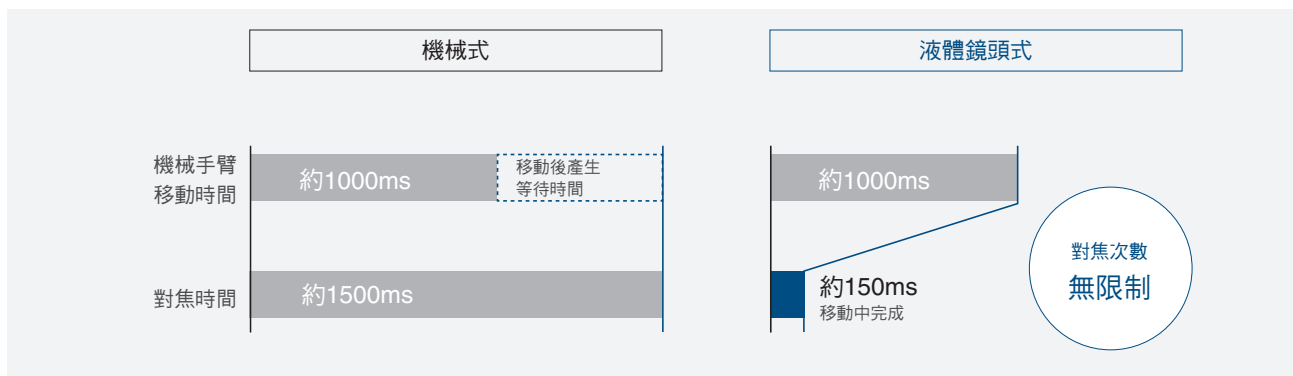 機械式
液體鏡頭式
機械手臂
移動時間
約1000ms
移動後產生
等待時間
約1000ms
對焦時間
約1500ms
約150ms
移動中完成
對焦次數
無限制